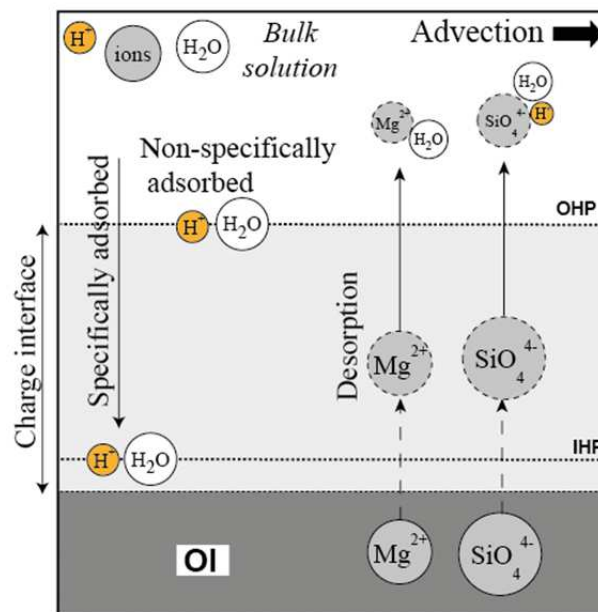 H⁺
ions
H₂O
Bulk
solution
Advection
H₂O
Mg²⁺
H₂O
SiO₄⁴⁻
H⁺
Non-specifically
adsorbed
Specifically adsorbed
OHP
H⁺
H₂O
Charge interface
Desorption
Mg²⁺
SiO₄⁴⁻
H⁺
H₂O
IHP
OI
Mg²⁺
SiO₄⁴⁻